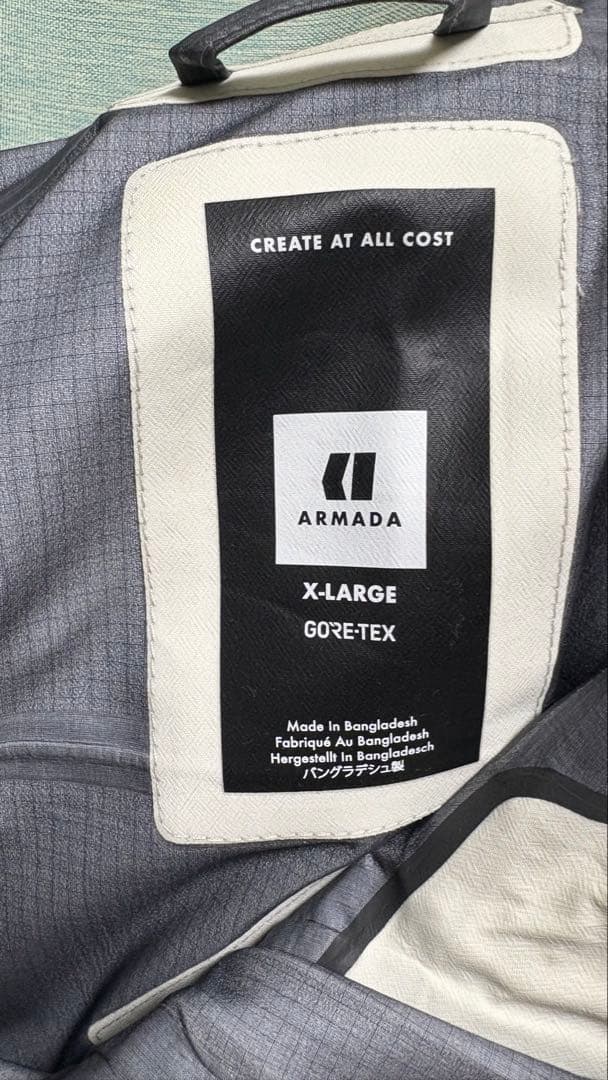 CREATE AT ALL COST
ARMADA
X-LARGE
GORE-TEX
Made In Bangladesh
Fabriqué Au Bangladesh
Hergestellt In Bangladesch
バングラデシュ製